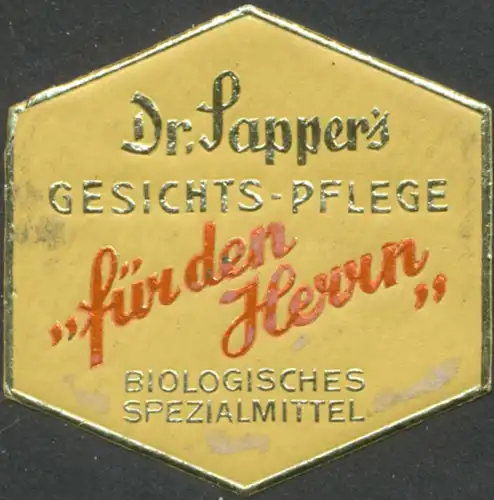 Dr. Sapper's
GESICHTS-PFLEGE
„für den
Herrn"
BIOLOGISCHES
SPEZIALMITTEL